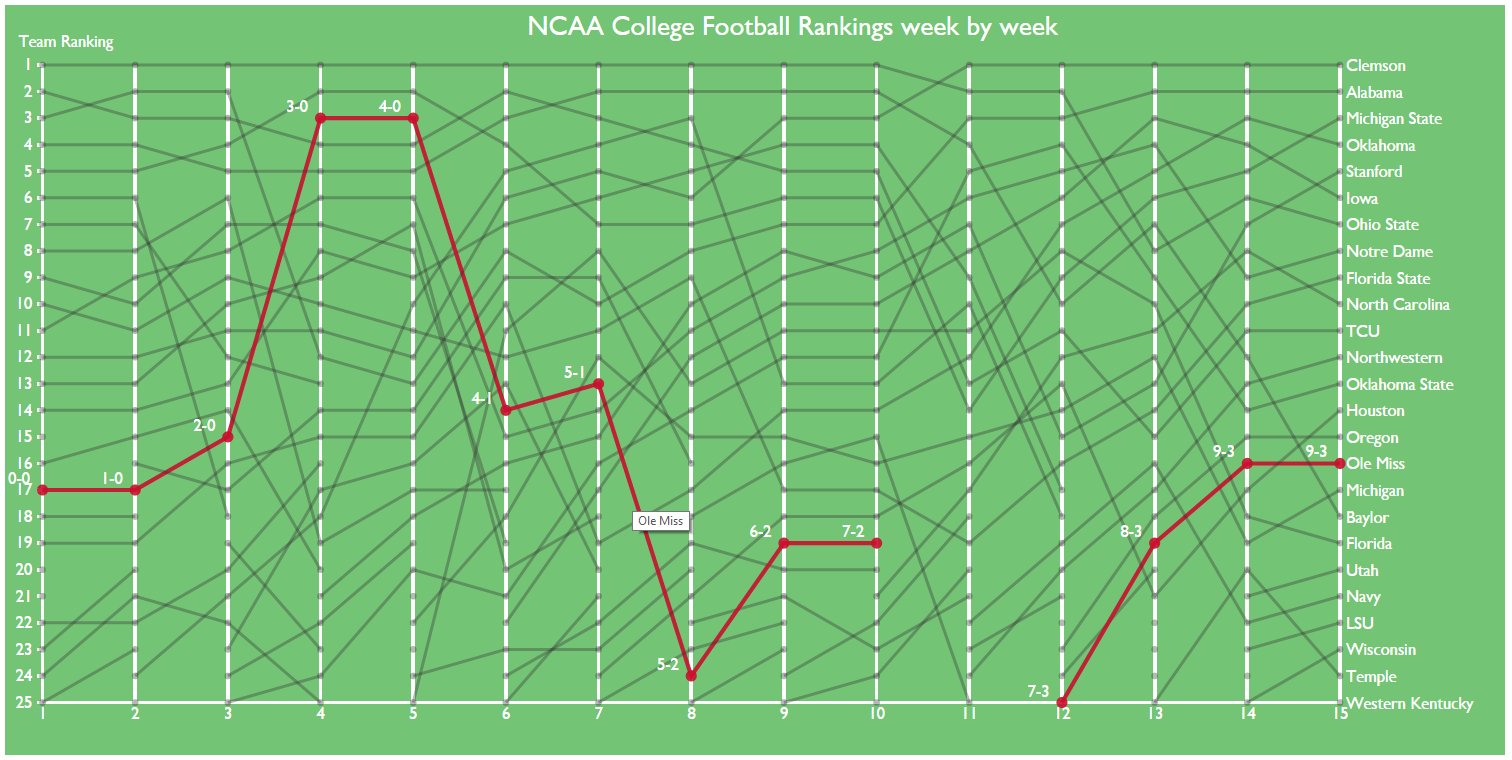 NCAA College Football Rankings week by week
Team Ranking
1 Clemson
2 Alabama
3-0 4-0
3 Michigan State
4 Oklahoma
5 Stanford
6 Iowa
7 Ohio State
8 Notre Dame
9 Florida State
10 North Carolina
11 TCU
12 Northwestern
5-1
13 Oklahoma State
4-1
14 Houston
2-0
15 Oregon
9-3 9-3
16 Ole Miss
0-0 1-0
17 Michigan
18 Baylor
Ole Miss
6-2 7-2 8-3
19 Florida
20 Utah
21 Navy
22 LSU
23 Wisconsin
5-2
24 Temple
7-3
25 Western Kentucky
1 2 3 4 5 6 7 8 9 10 11 12 13 14 15